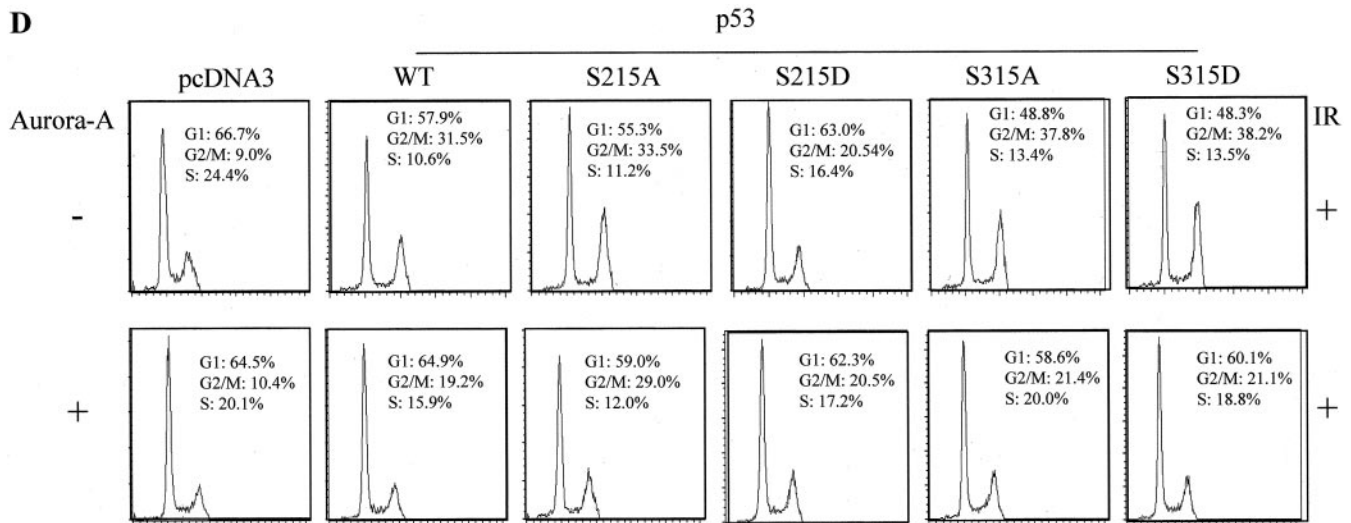 D
p53
pcDNA3 WT S215A S215D S315A S315D
Aurora-A IR
G1: 66.7%
G2/M: 9.0%
S: 24.4%
G1: 57.9%
G2/M: 31.5%
S: 10.6%
G1: 55.3%
G2/M: 33.5%
S: 11.2%
G1: 63.0%
G2/M: 20.54%
S: 16.4%
G1: 48.8%
G2/M: 37.8%
S: 13.4%
G1: 48.3%
G2/M: 38.2%
S: 13.5%
- +
G1: 64.5%
G2/M: 10.4%
S: 20.1%
G1: 64.9%
G2/M: 19.2%
S: 15.9%
G1: 59.0%
G2/M: 29.0%
S: 12.0%
G1: 62.3%
G2/M: 20.5%
S: 17.2%
G1: 58.6%
G2/M: 21.4%
S: 20.0%
G1: 60.1%
G2/M: 21.1%
S: 18.8%
+ +